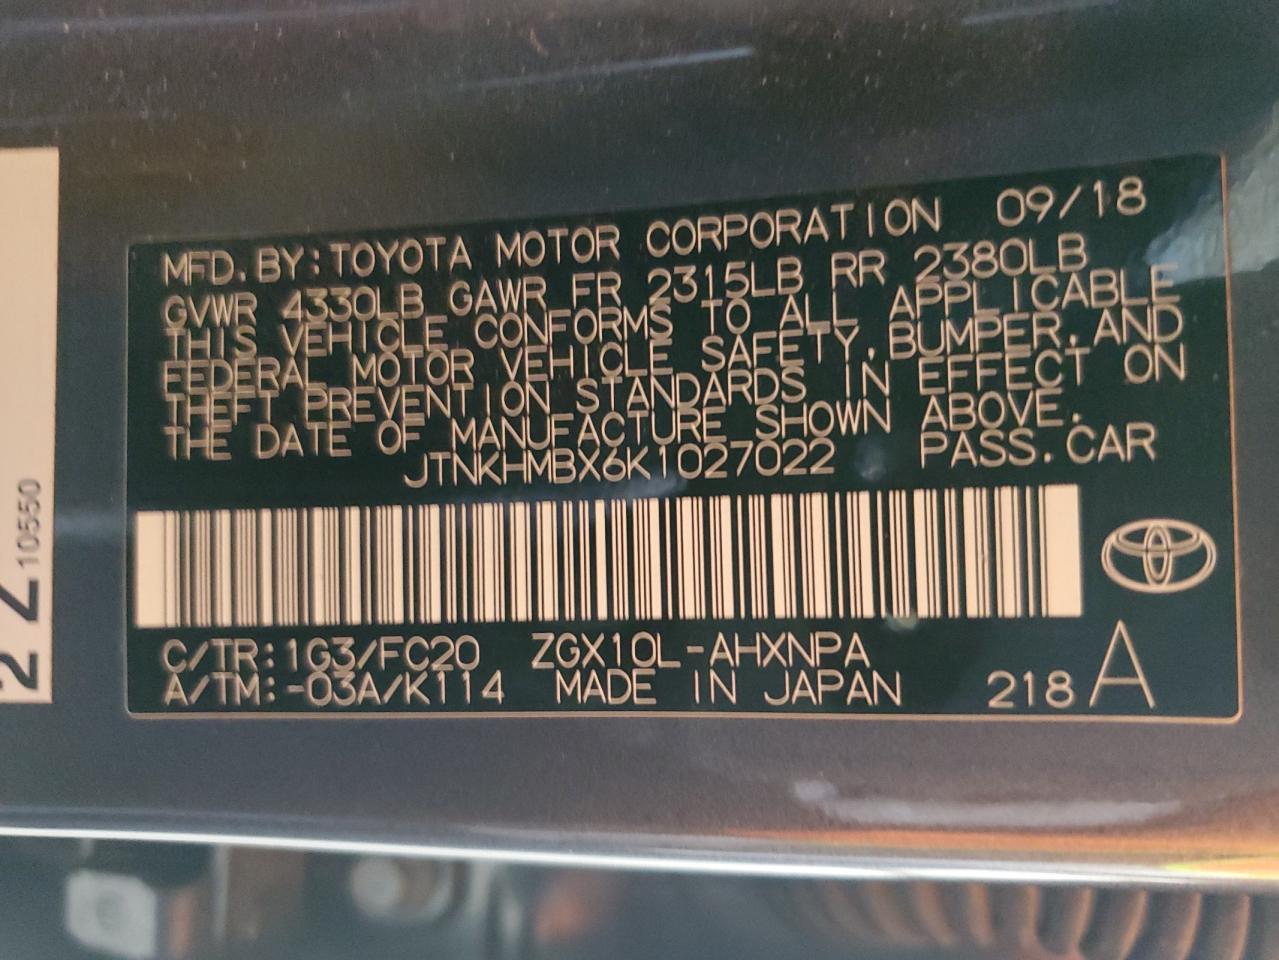 MFD. BY: TOYOTA MOTOR CORPORATION 09/18
GVWR 4330LB GAWR FR 2315LB RR 2380LB
THIS VEHICLE CONFORMS TO ALL APPLICABLE
FEDERAL MOTOR VEHICLE SAFETY, BUMPER, AND
THEFT PREVENTION STANDARDS IN EFFECT ON
THE DATE OF MANUFACTURE SHOWN ABOVE.
JTNKHMBX6K1027022 PASS. CAR
C/TR: 1G3/FC20 ZGX10L-AHXNPA
A/TM: -03A/K114 MADE IN JAPAN 218 A
2 Z 10550